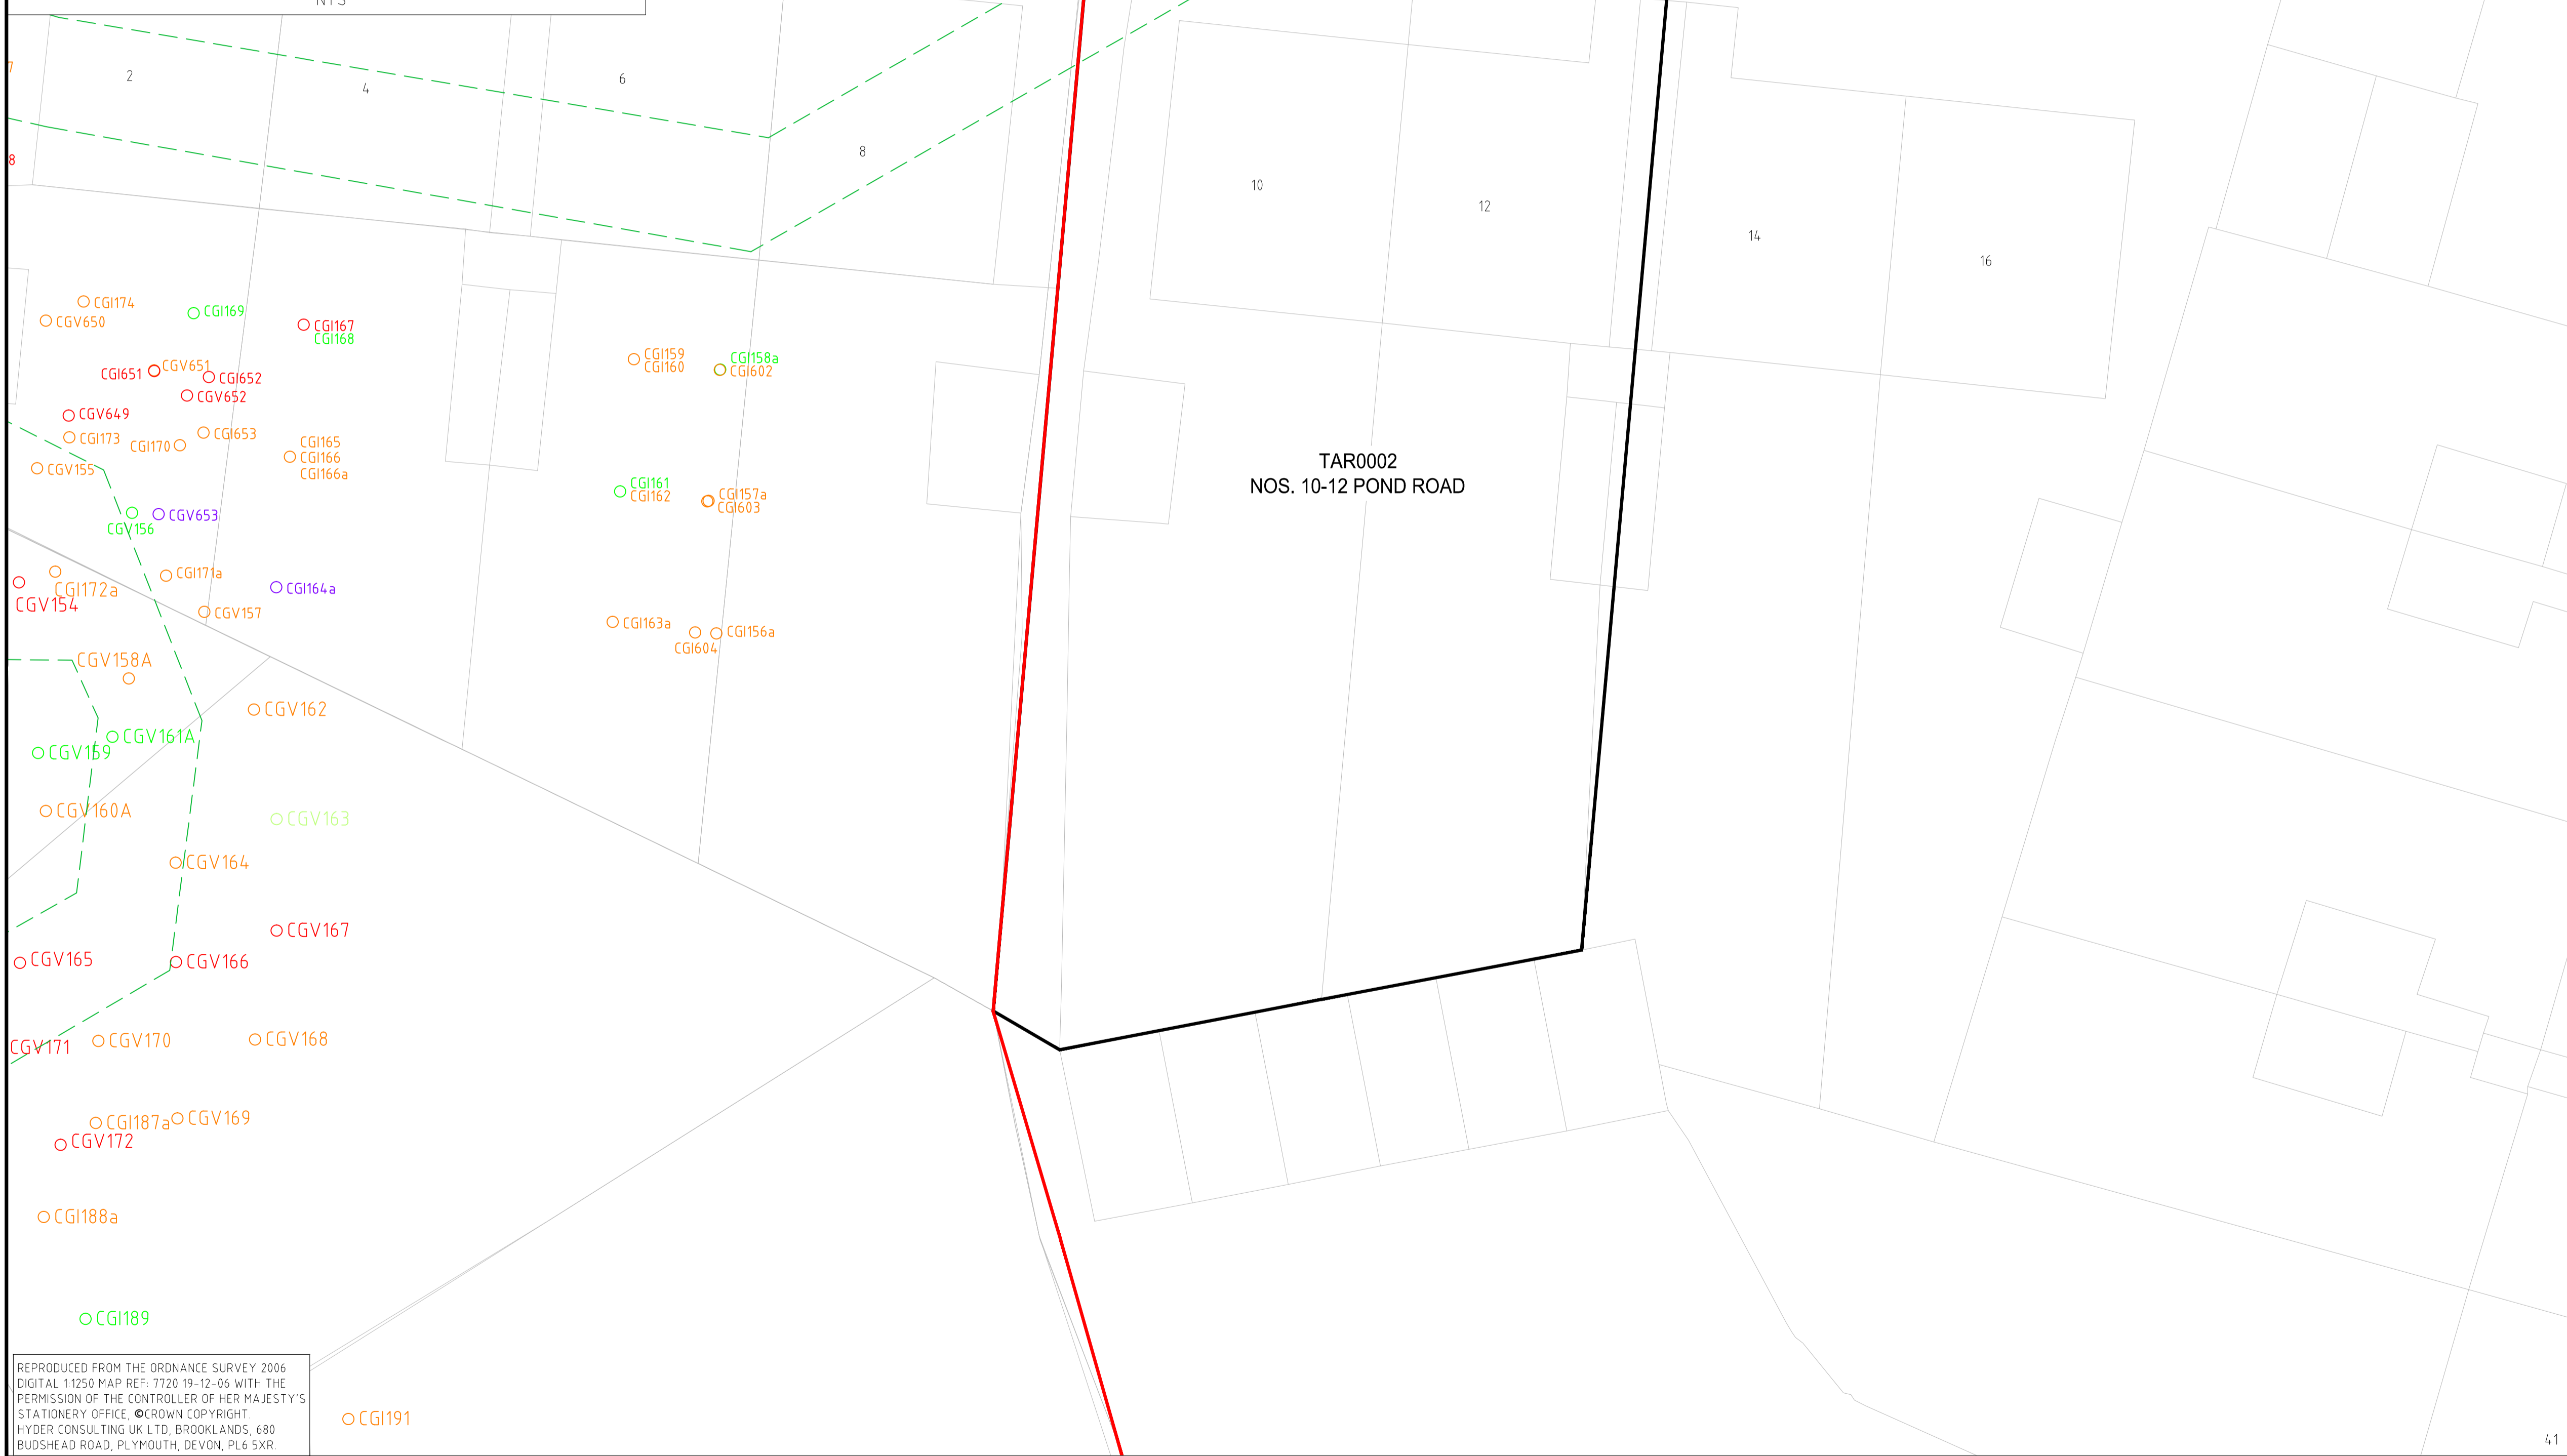 NTS
7
2
4
6
8
8
10
12
14
16
CGI174
CGV650
CGI169
CGI167
CGI168
CGI159
CGI160
CGI158a
CGI602
CGI651
CGV651
CGI652
CGV652
CGV649
CGI173
CGI170
CGI653
CGV155
CGI165
CGI166
CGI166a
TAR0002
NOS. 10-12 POND ROAD
CGI161
CGI162
CGI157a
CGI603
CGV156
CGV653
CGI172a
CGV154
CGI171a
CGV157
CGI164a
CGI163a
CGI604
CGI156a
CGV158A
CGV162
CGV161A
CGV159
CGV160A
CGV163
CGV164
CGV167
CGV165
CGV166
CGV171
CGV170
CGV168
CGI187a
CGV169
CGV172
CGI188a
CGI189
CGI191
REPRODUCED FROM THE ORDNANCE SURVEY 2006
DIGITAL 1:1250 MAP REF: 7720 19-12-06 WITH THE
PERMISSION OF THE CONTROLLER OF HER MAJESTY'S
STATIONERY OFFICE, ©CROWN COPYRIGHT.
HYDER CONSULTING UK LTD, BROOKLANDS, 680
BUDSHEAD ROAD, PLYMOUTH, DEVON, PL6 5XR.
41